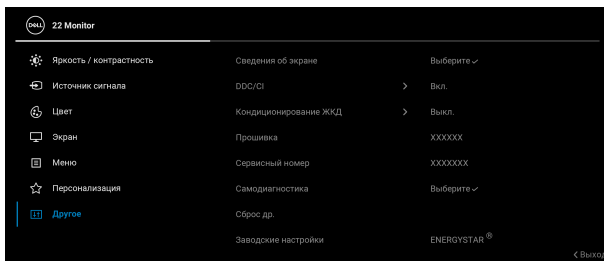 DELL 22 Monitor
Яркость / контрастность Сведения об экране Выберите✓
Источник сигнала DDC/CI > Вкл.
Цвет Кондиционирование ЖКД > Выкл.
Экран Прошивка XXXXXX
Меню Сервисный номер XXXXXXX
Персонализация Самодиагностика Выберите✓
Другое Сброс др.
Заводские настройки ENERGYSTAR ®
< Выход